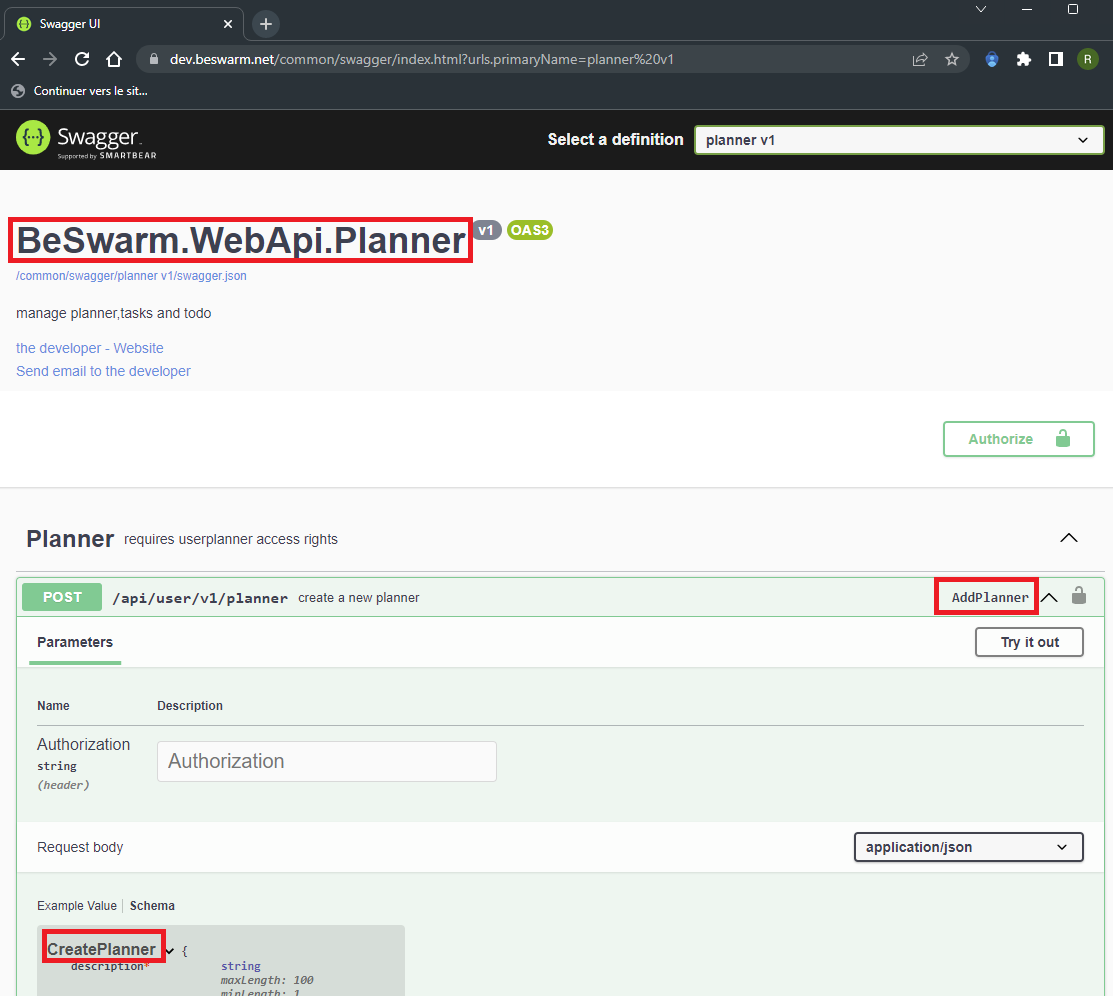 Swagger UI
dev.beswarm.net/common/swagger/index.html?urls.primaryName=planner%20v1
R
Continuer vers le sit...
Swagger
Supported by SMARTBEAR
Select a definition
planner v1
BeSwarm.WebApi.Planner
v1
OAS3
/common/swagger/planner v1/swagger.json
manage planner,tasks and todo
the developer - Website
Send email to the developer
Authorize
Planner requires userplanner access rights
POST /api/user/v1/planner create a new planner AddPlanner
Parameters
Try it out
Name Description
Authorization
string
(header)
Authorization
Request body
application/json
Example Value Schema
CreatePlanner {
description* string
maxLength: 100
minLength: 1